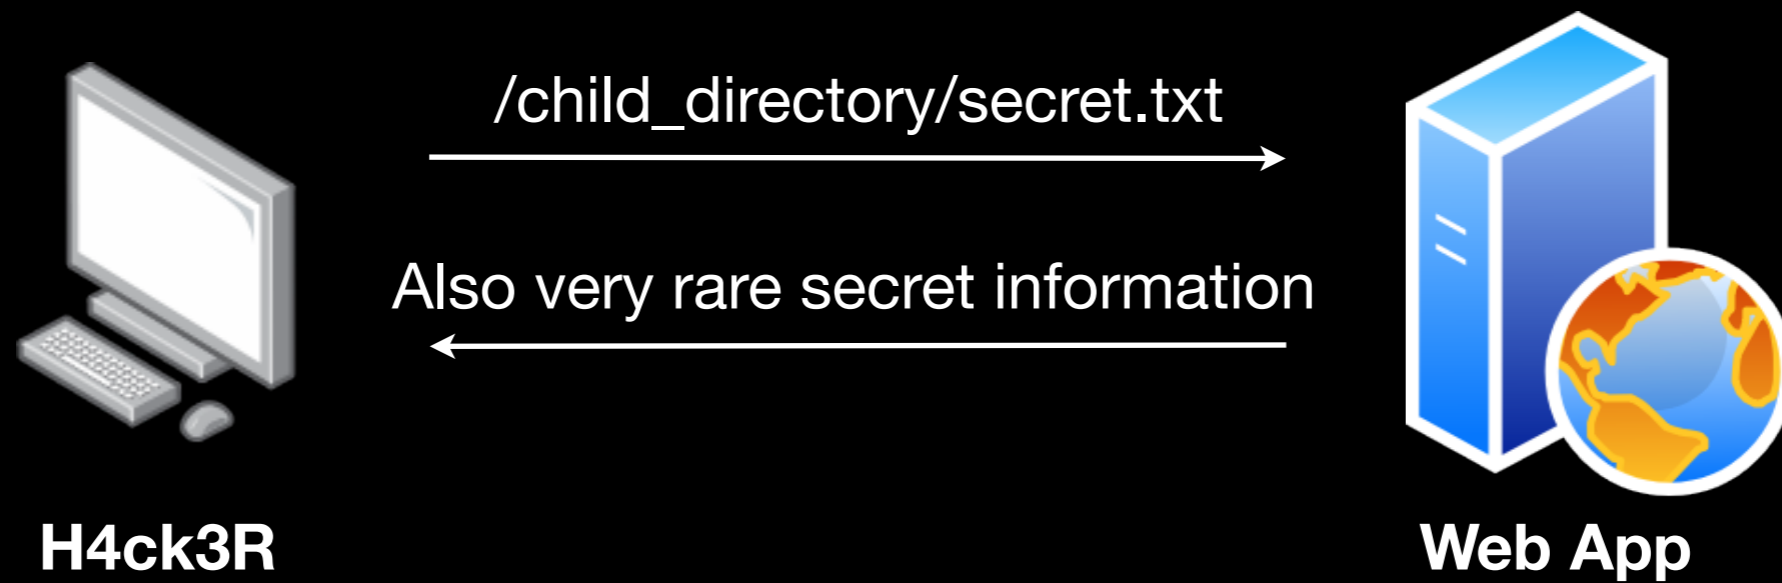 /child_directory/secret.txt
Also very rare secret information
H4ck3R
Web App